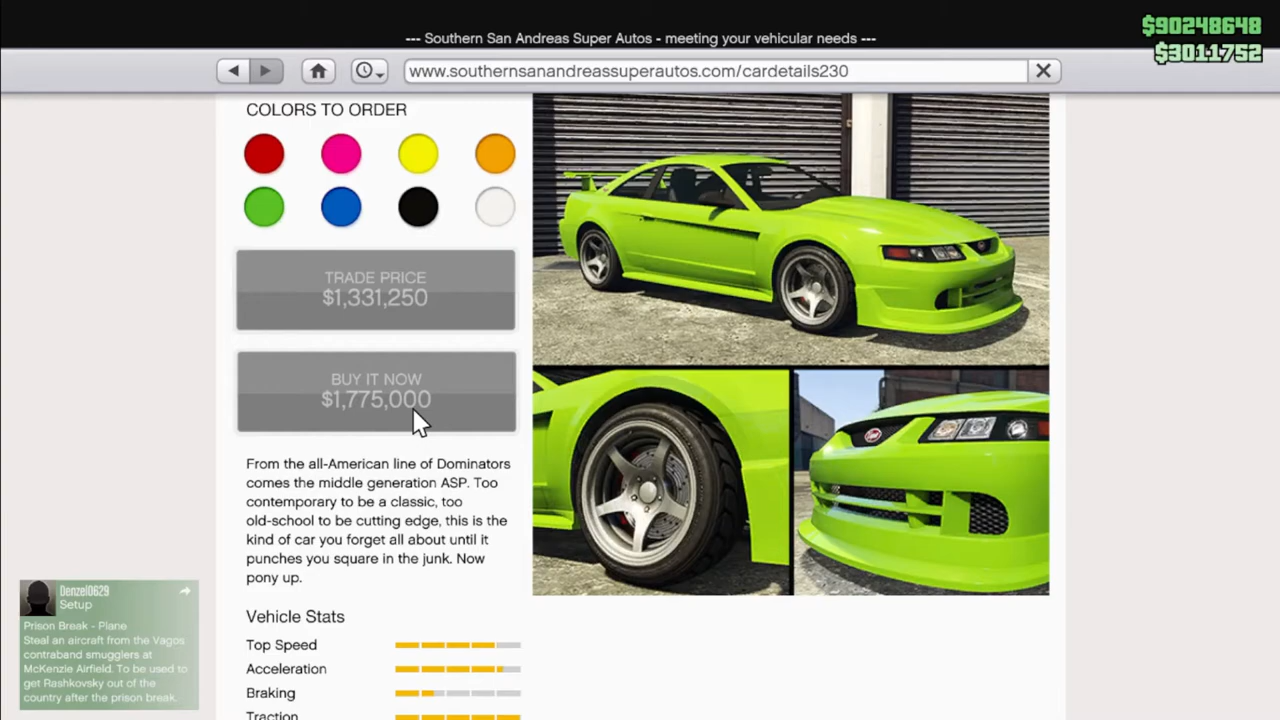 --- Southern San Andreas Super Autos - meeting your vehicular needs ---
$90248648
$3011752
www.southernsanandreassuperautos.com/cardetails230
COLORS TO ORDER
TRADE PRICE
$1,331,250
BUY IT NOW
$1,775,000
From the all-American line of Dominators
comes the middle generation ASP. Too
contemporary to be a classic, too
old-school to be cutting edge, this is the
kind of car you forget all about until it
punches you square in the junk. Now
pony up.
Vehicle Stats
Top Speed
Acceleration
Braking
Traction
Denzel0629
Setup
Prison Break - Plane
Steal an aircraft from the Vagos
contraband smugglers at
McKenzie Airfield. To be used to
get Rashkovsky out of the
country after the prison break.